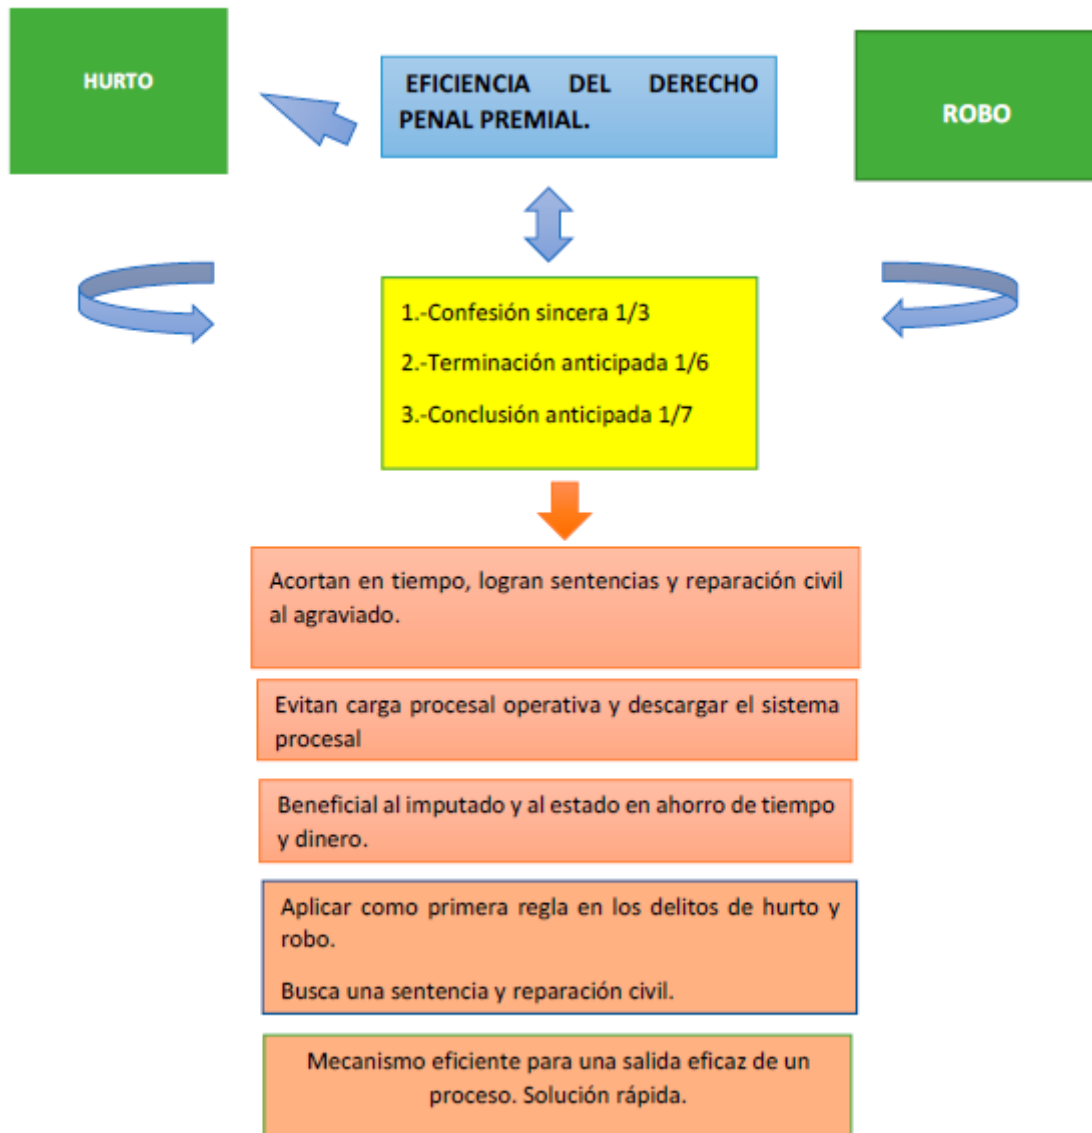 HURTO
EFICIENCIA DEL DERECHO
PENAL PREMIAL.
ROBO
1.-Confesión sincera 1/3
2.-Terminación anticipada 1/6
3.-Conclusión anticipada 1/7
Acortan en tiempo, logran sentencias y reparación civil
al agraviado.
Evitan carga procesal operativa y descargar el sistema
procesal
Beneficial al imputado y al estado en ahorro de tiempo
y dinero.
Aplicar como primera regla en los delitos de hurto y
robo.
Busca una sentencia y reparación civil.
Mecanismo eficiente para una salida eficaz de un
proceso. Solución rápida.